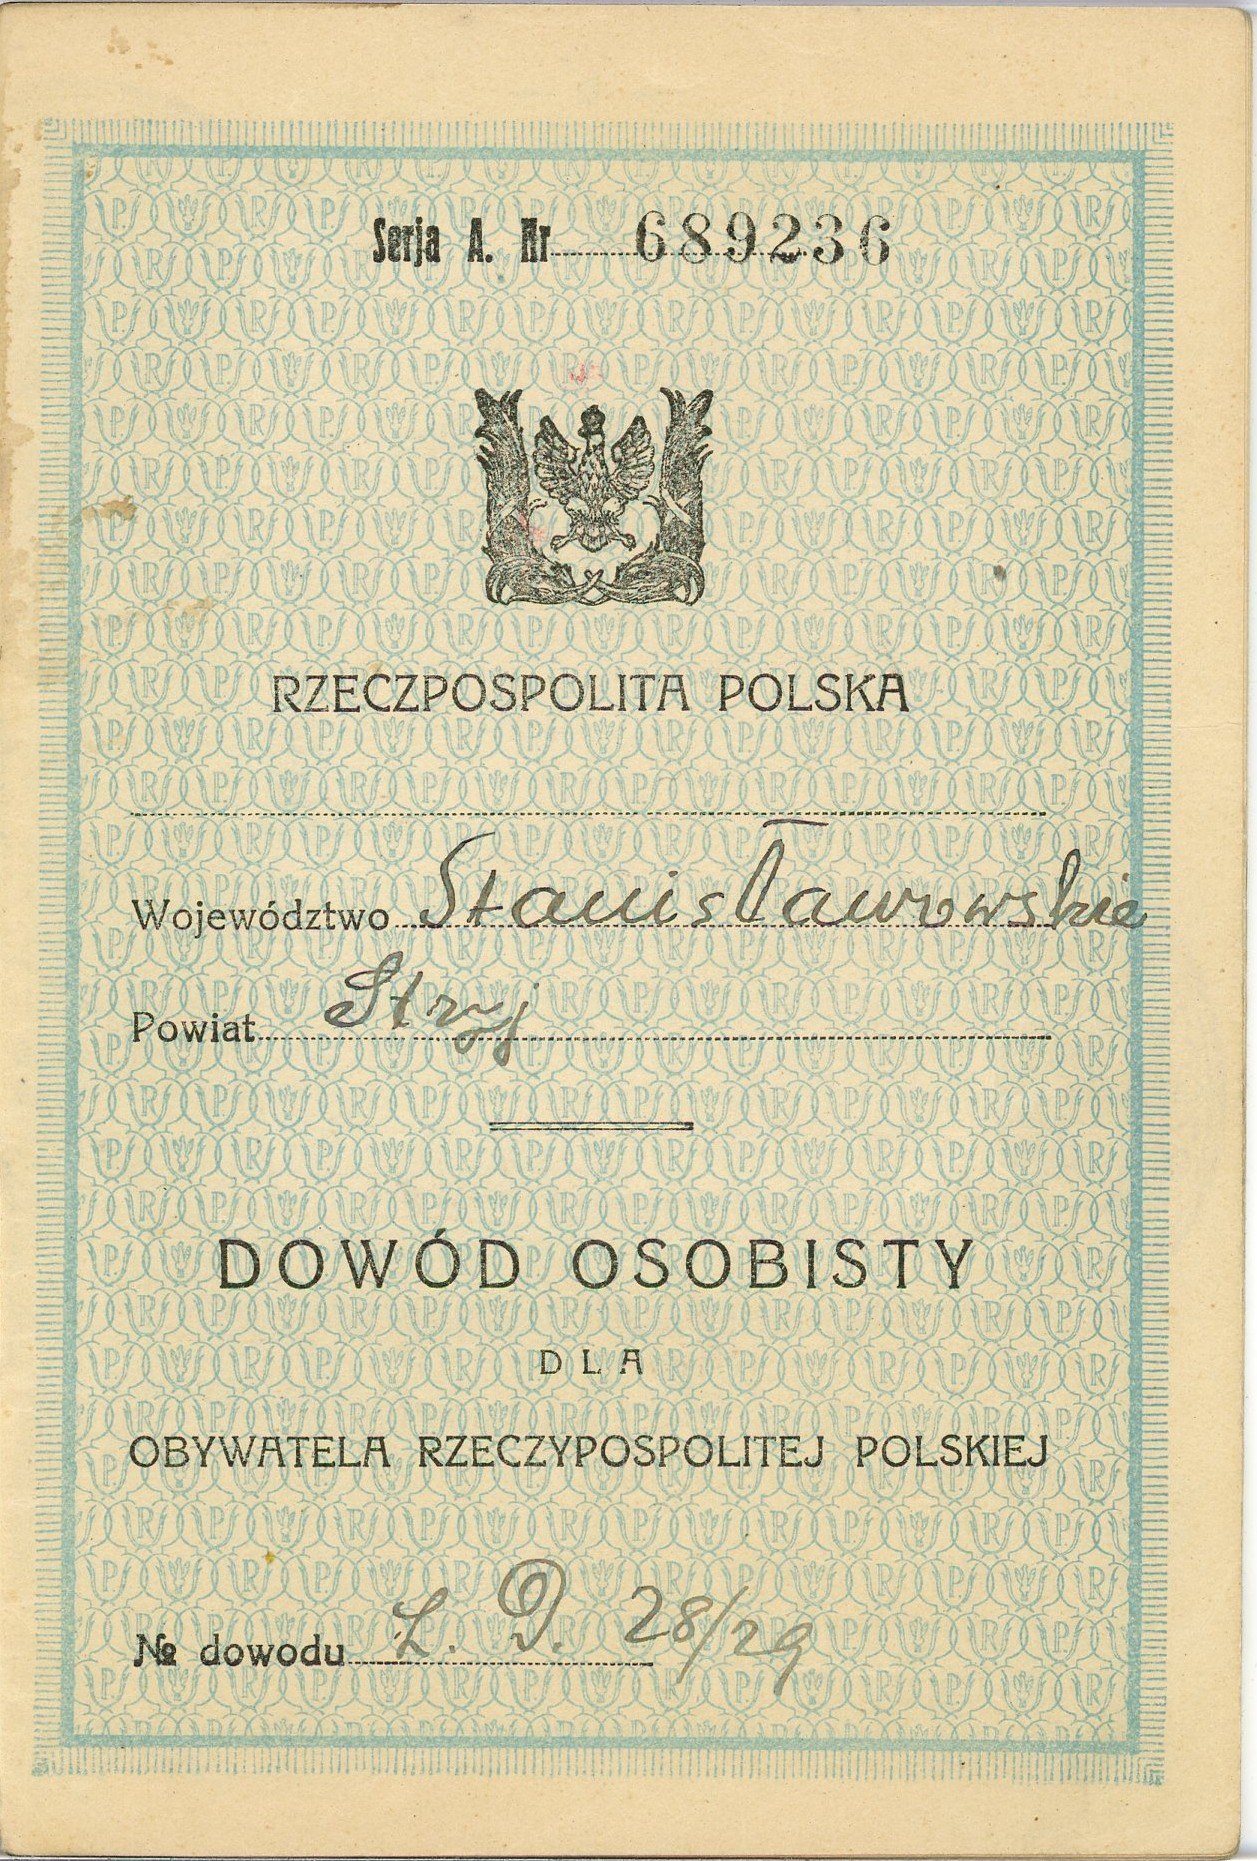 Serja A. Nr 689236
RZECZPOSPOLITA POLSKA
Województwo Stanisławowskie
Powiat Stryj
DOWÓD OSOBISTY
DLA
OBYWATELA RZECZYPOSPOLITEJ POLSKIEJ
№ dowodu L. D. 28/29